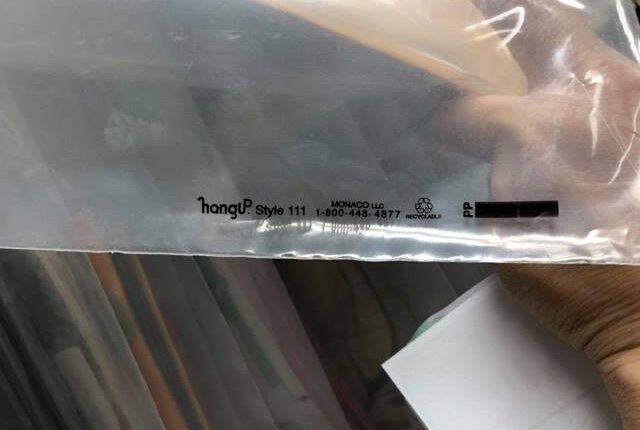 hangUP. Style 111
MONACO LLC
1-800-448-4877
RECYCLABLE
PP